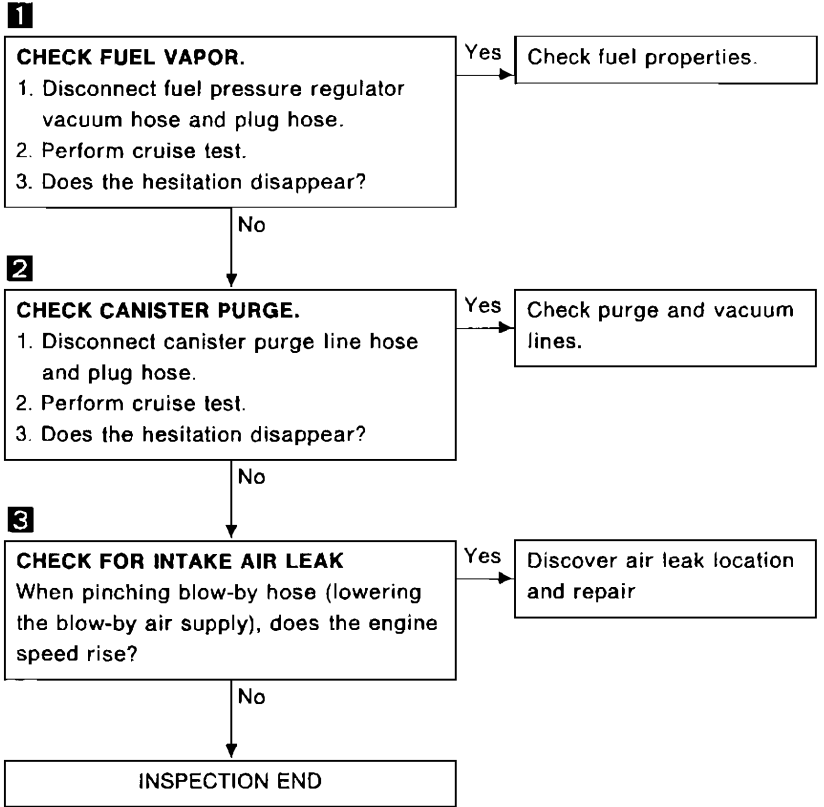 1
CHECK FUEL VAPOR.
1. Disconnect fuel pressure regulator
vacuum hose and plug hose.
2. Perform cruise test.
3. Does the hesitation disappear?
Yes
Check fuel properties.
No
2
CHECK CANISTER PURGE.
1. Disconnect canister purge line hose
and plug hose.
2. Perform cruise test.
3. Does the hesitation disappear?
Yes
Check purge and vacuum
lines.
No
3
CHECK FOR INTAKE AIR LEAK
When pinching blow-by hose (lowering
the blow-by air supply), does the engine
speed rise?
Yes
Discover air leak location
and repair
No
INSPECTION END